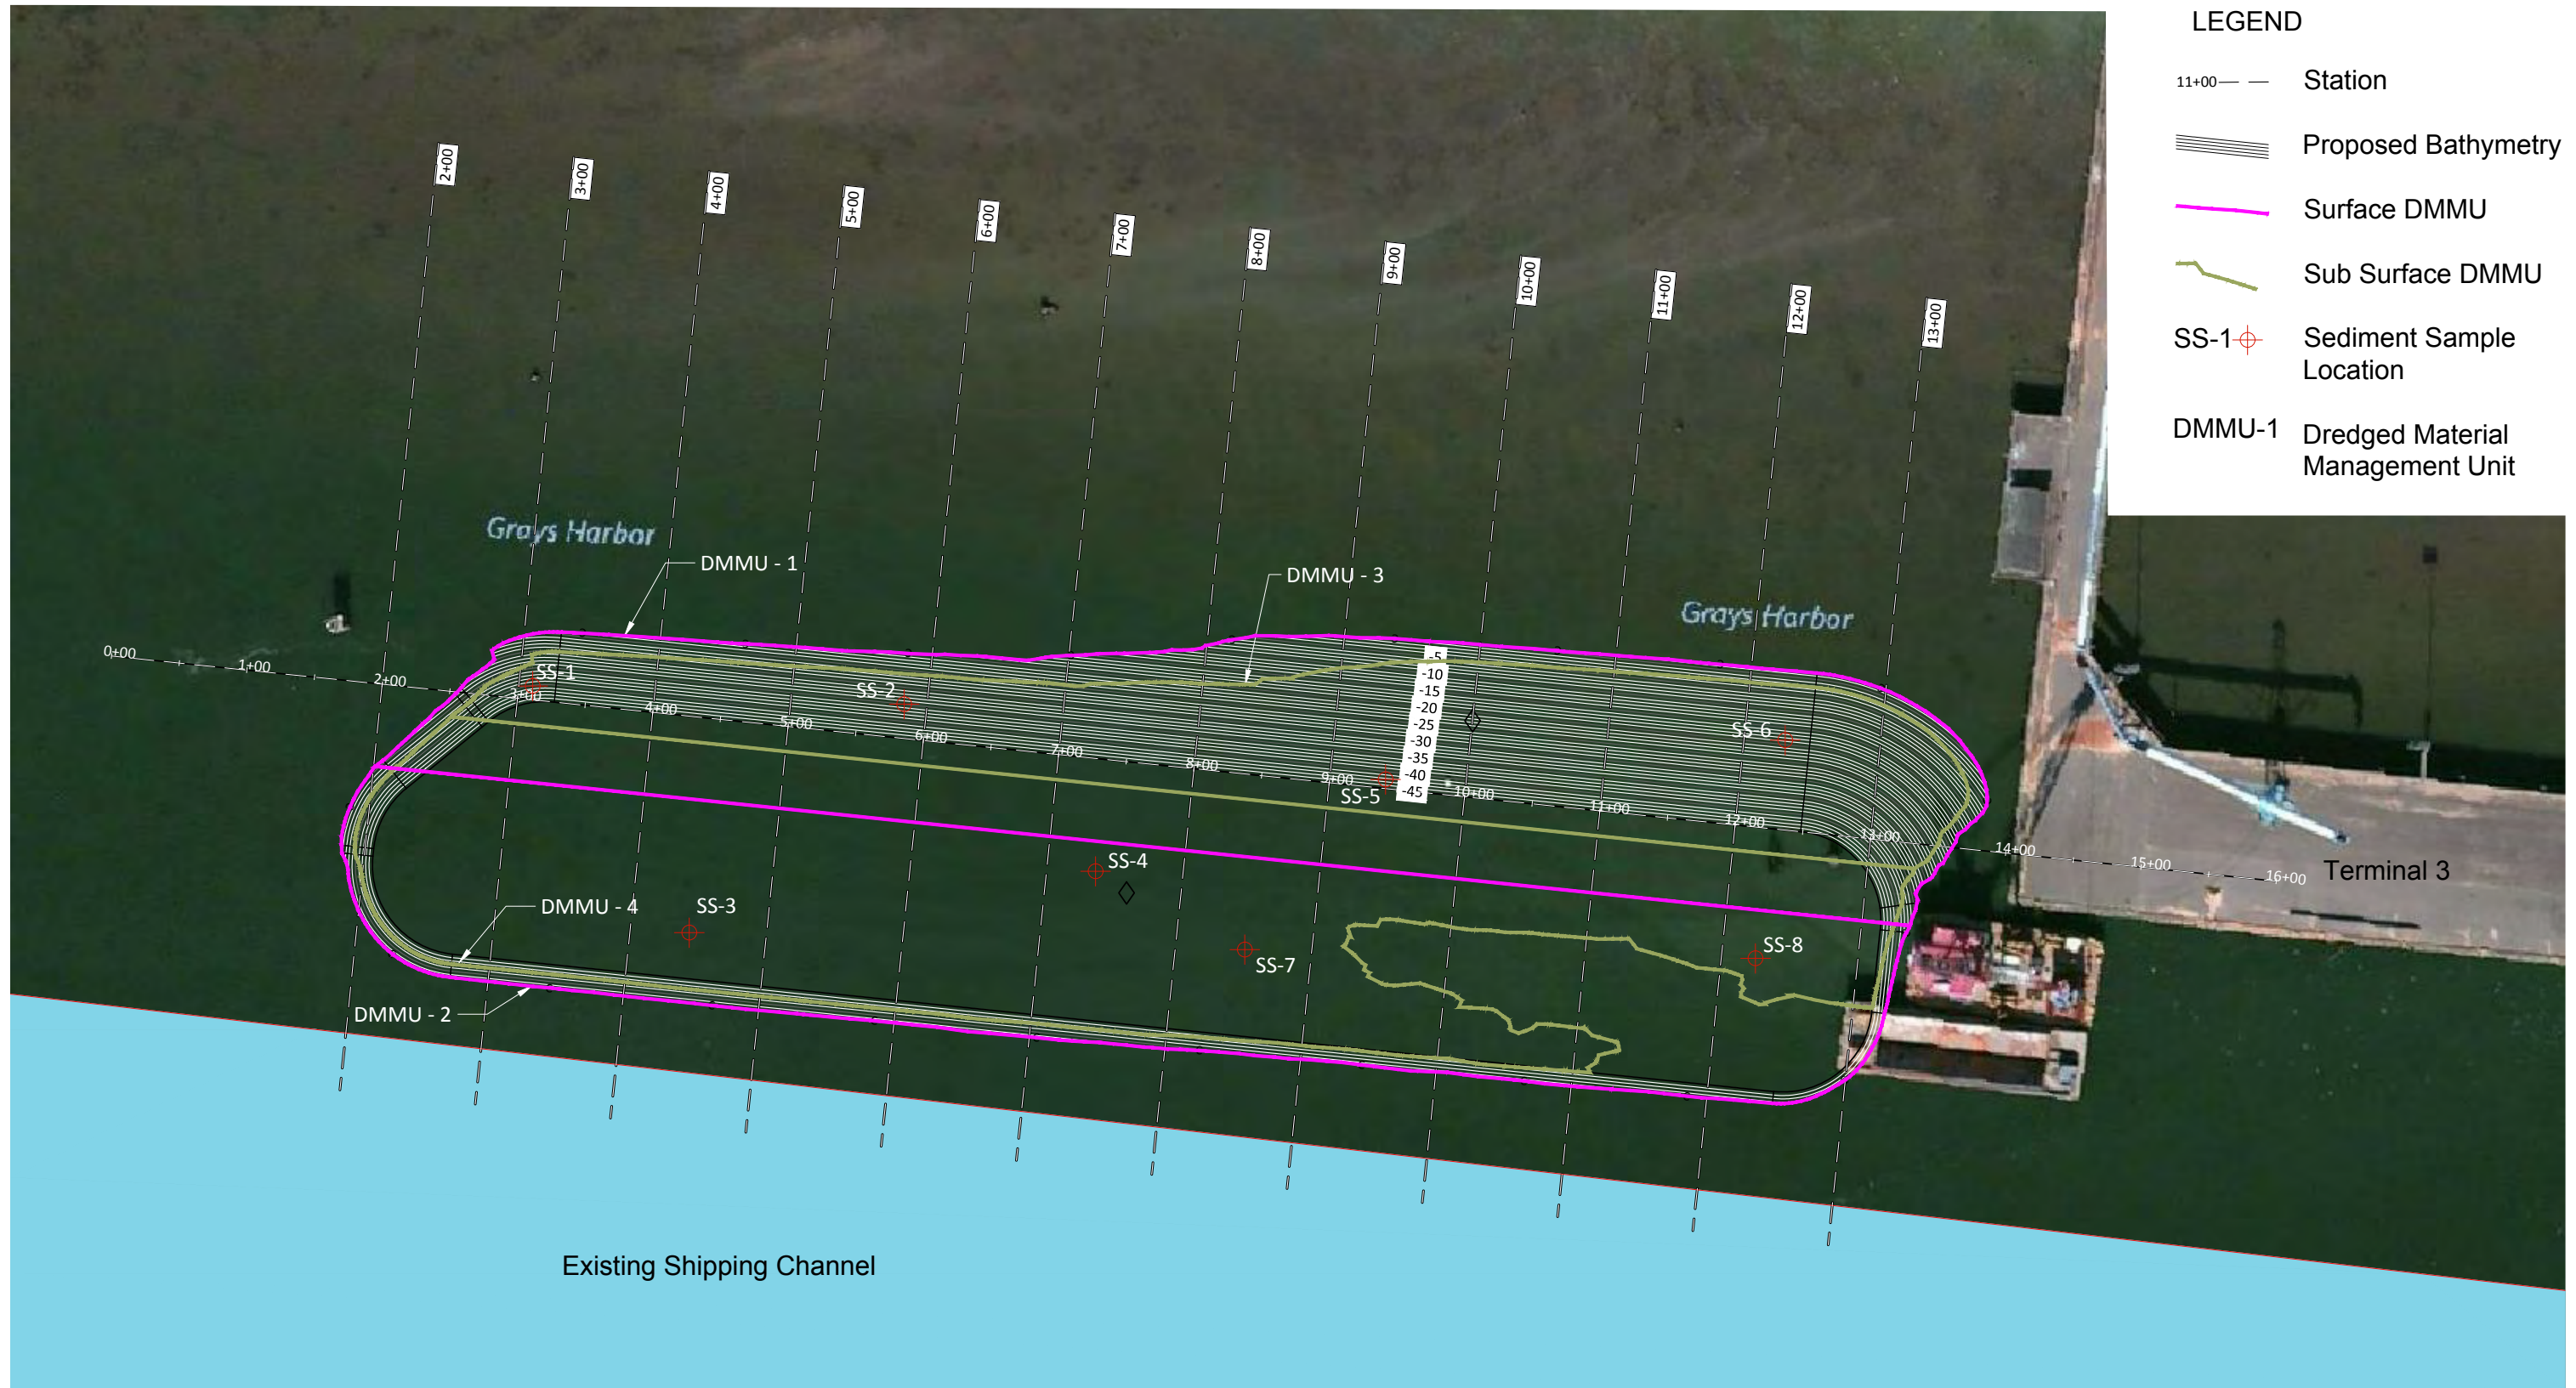 LEGEND
11+00
Station
Proposed Bathymetry
Surface DMMU
Sub Surface DMMU
SS-1
Sediment Sample
Location
DMMU-1
Dredged Material
Management Unit
2+00
3+00
4+00
5+00
6+00
7+00
8+00
9+00
10+00
11+00
12+00
13+00
Grays Harbor
DMMU - 1
DMMU - 3
Grays Harbor
0+00
1+00
2+00
3+00
4+00
5+00
6+00
7+00
8+00
9+00
10+00
11+00
12+00
13+00
14+00
15+00
16+00
SS-1
SS-2
SS-6
SS-5
-5
-10
-15
-20
-25
-30
-35
-40
-45
Terminal 3
SS-4
SS-3
DMMU - 4
SS-7
SS-8
DMMU - 2
Existing Shipping Channel